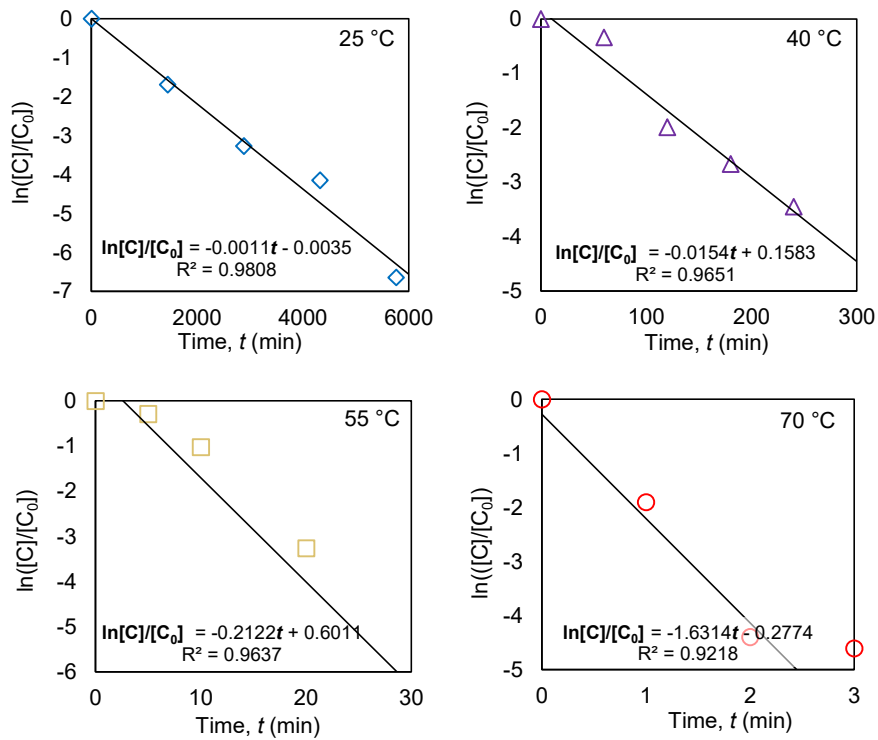 25 °C
0
-1
-2
-3
-4
-5
-6
-7
ln([C]/[C₀])
ln[C]/[C₀] = -0.0011t - 0.0035
R² = 0.9808
0 2000 4000 6000
Time, t (min)
40 °C
0
-1
-2
-3
-4
-5
ln([C]/[C₀])
ln[C]/[C₀] = -0.0154t + 0.1583
R² = 0.9651
0 100 200 300
Time, t (min)
55 °C
0
-1
-2
-3
-4
-5
-6
ln([C]/[C₀])
ln[C]/[C₀] = -0.2122t + 0.6011
R² = 0.9637
0 10 20 30
Time, t (min)
70 °C
0
-1
-2
-3
-4
-5
ln(([C]/[C₀])
ln[C]/[C₀] = -1.6314t - 0.2774
R² = 0.9218
0 1 2 3
Time, t (min)